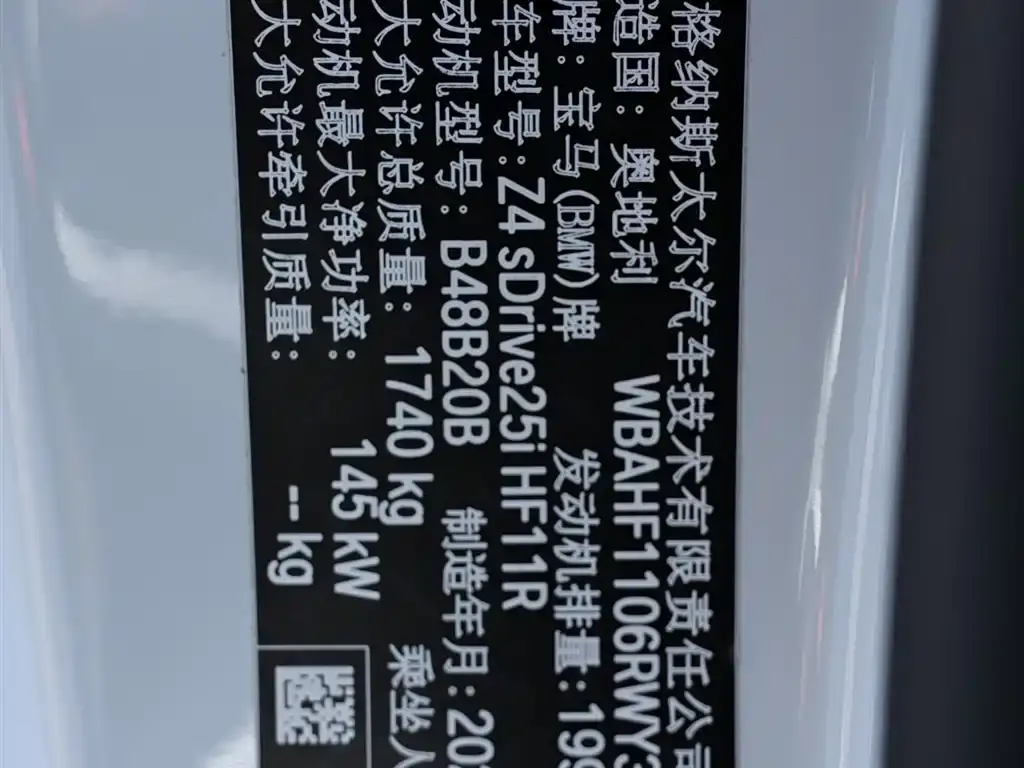 格纳斯太尔汽车技术有限责任公司
造国：奥地利 WBAHF1106RWY3
牌：宝马(BMW)牌 发动机排量：199
车型号：Z4 sDrive25i HF11R
动机型号：B48B20B 制造年月：202
大允许总质量：1740 kg 乘坐人
动机最大净功率：145 kW
大允许牵引质量：-- kg